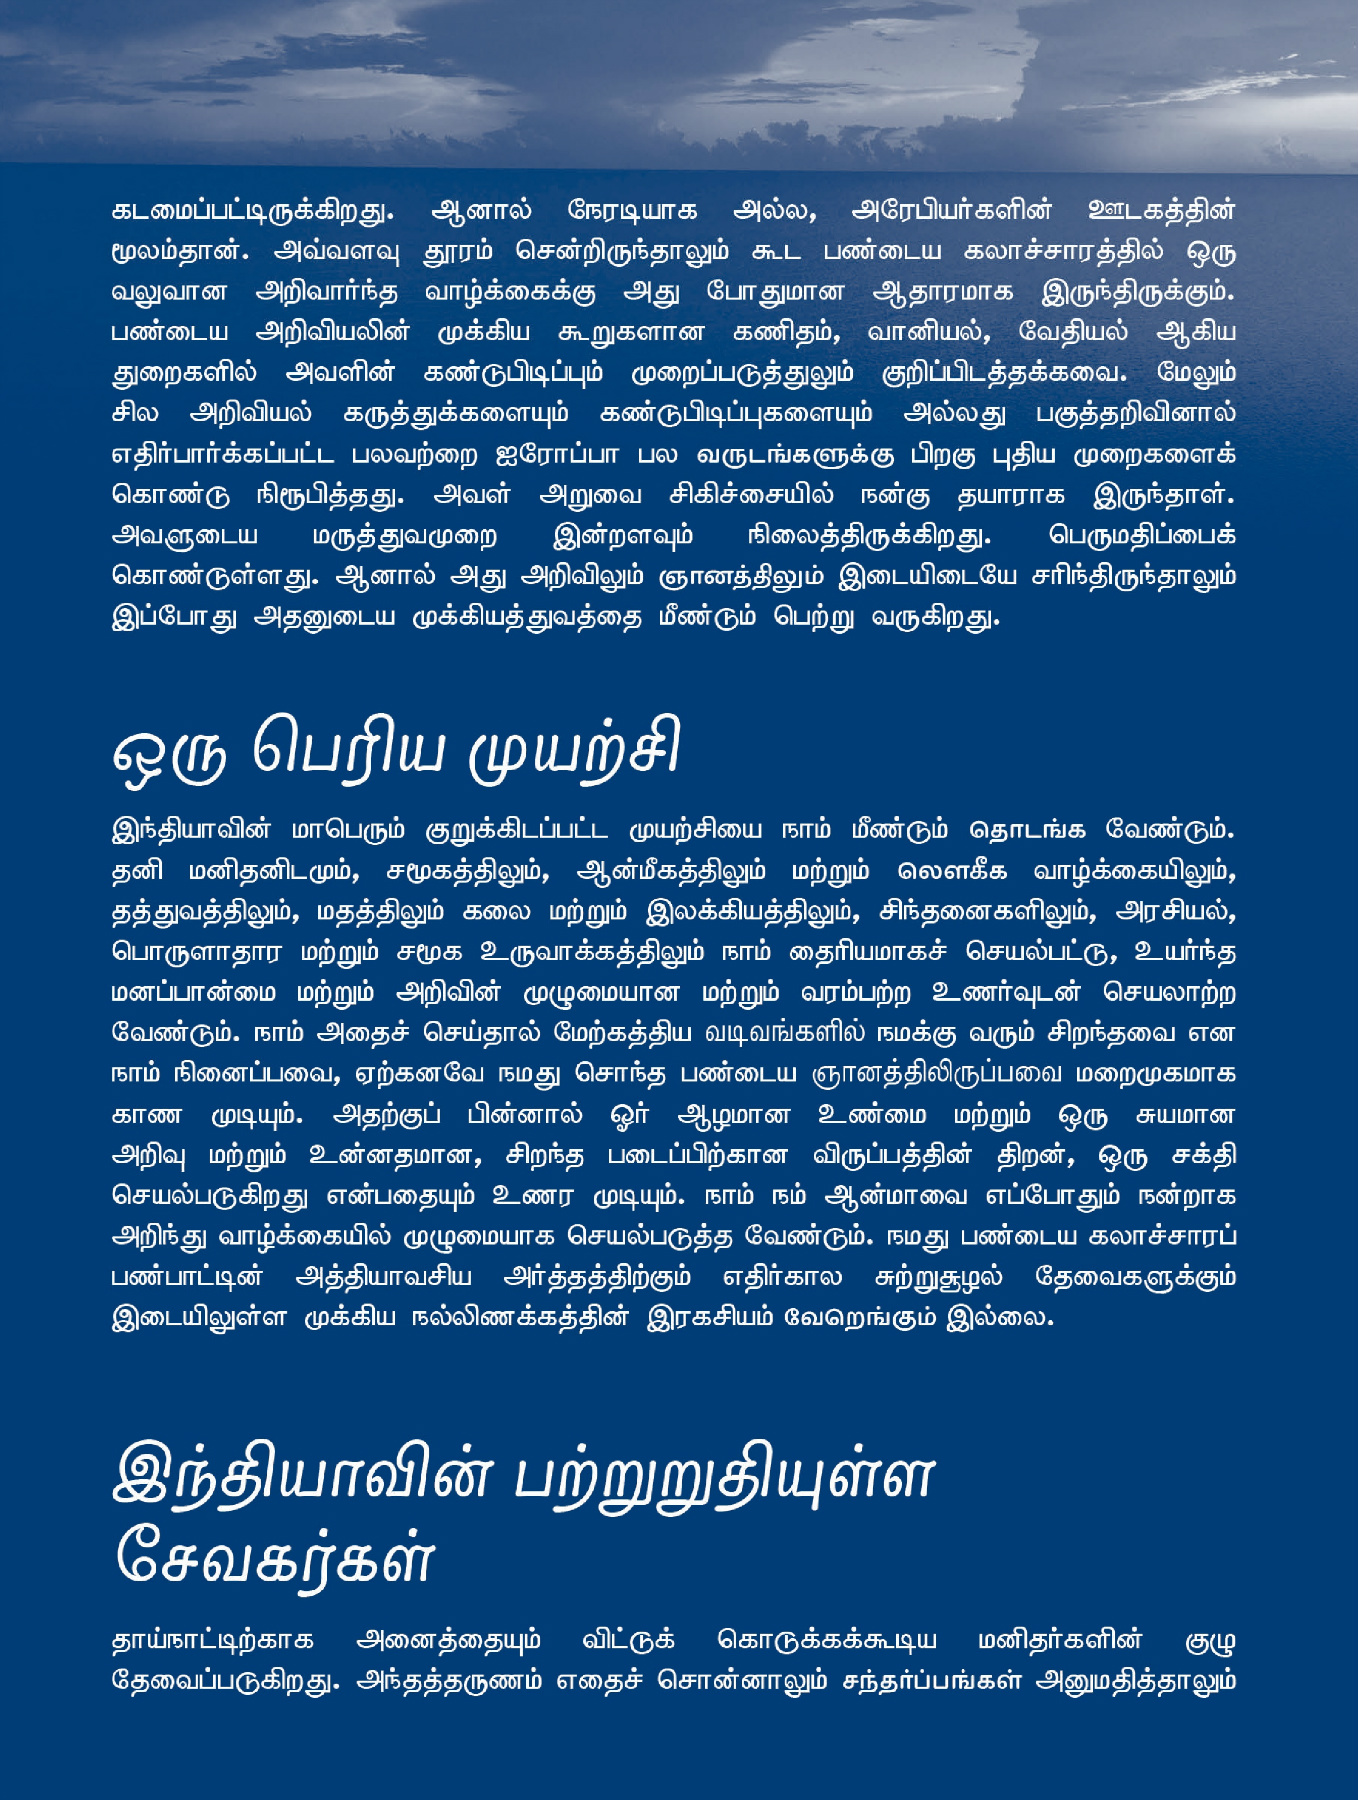 கடமைப்பட்டிருக்கிறது. ஆனால் நேரடியாக அல்ல, அரேபியர்களின் ஊடகத்தின்
மூலம்தான். அவ்வளவு தூரம் சென்றிருந்தாலும் கூட பண்டைய கலாச்சாரத்தில் ஒரு
வலுவான அறிவார்ந்த வாழ்க்கைக்கு அது போதுமான ஆதாரமாக இருந்திருக்கும்.
பண்டைய அறிவியலின் முக்கிய கூறுகளான கணிதம், வானியல், வேதியல் ஆகிய
துறைகளில் அவளின் கண்டுபிடிப்பும் முறைப்படுத்துலும் குறிப்பிடத்தக்கவை. மேலும்
சில அறிவியல் கருத்துக்களையும் கண்டுபிடிப்புகளையும் அல்லது பகுத்தறிவினால்
எதிர்பார்க்கப்பட்ட பலவற்றை ஐரோப்பா பல வருடங்களுக்கு பிறகு புதிய முறைகளைக்
கொண்டு நிரூபித்தது. அவள் அறுவை சிகிச்சையில் நன்கு தயாராக இருந்தாள்.
அவளுடைய மருத்துவமுறை இன்றளவும் நிலைத்திருக்கிறது. பெருமதிப்பைக்
கொண்டுள்ளது. ஆனால் அது அறிவிலும் ஞானத்திலும் இடையிடையே சரிந்திருந்தாலும்
இப்போது அதனுடைய முக்கியத்துவத்தை மீண்டும் பெற்று வருகிறது.
ஒரு பெரிய முயற்சி
இந்தியாவின் மாபெரும் குறுக்கிடப்பட்ட முயற்சியை நாம் மீண்டும் தொடங்க வேண்டும்.
தனி மனிதனிடமும், சமூகத்திலும், ஆன்மீகத்திலும் மற்றும் லௌகீக வாழ்க்கையிலும்,
தத்துவத்திலும், மதத்திலும் கலை மற்றும் இலக்கியத்திலும், சிந்தனைகளிலும், அரசியல்,
பொருளாதார மற்றும் சமூக உருவாக்கத்திலும் நாம் தைரியமாகச் செயல்பட்டு, உயர்ந்த
மனப்பான்மை மற்றும் அறிவின் முழுமையான மற்றும் வரம்பற்ற உணர்வுடன் செயலாற்ற
வேண்டும். நாம் அதைச் செய்தால் மேற்கத்திய வடிவங்களில் நமக்கு வரும் சிறந்தவை என
நாம் நினைப்பவை, ஏற்கனவே நமது சொந்த பண்டைய ஞானத்திலிருப்பவை மறைமுகமாக
காண முடியும். அதற்குப் பின்னால் ஓர் ஆழமான உண்மை மற்றும் ஒரு சுயமான
அறிவு மற்றும் உன்னதமான, சிறந்த படைப்பிற்கான விருப்பத்தின் திறன், ஒரு சக்தி
செயல்படுகிறது என்பதையும் உணர முடியும். நாம் நம் ஆன்மாவை எப்போதும் நன்றாக
அறிந்து வாழ்க்கையில் முழுமையாக செயல்படுத்த வேண்டும். நமது பண்டைய கலாச்சாரப்
பண்பாட்டின் அத்தியாவசிய அர்த்தத்திற்கும் எதிர்கால சுற்றுசூழல் தேவைகளுக்கும்
இடையிலுள்ள முக்கிய நல்லிணக்கத்தின் இரகசியம் வேறெங்கும் இல்லை.
இந்தியாவின் பற்றுறுதியுள்ள
சேவகர்கள்
தாய்நாட்டிற்காக அனைத்தையும் விட்டுக் கொடுக்கக்கூடிய மனிதர்களின் குழு
தேவைப்படுகிறது. அந்தத்தருணம் எதைச் சொன்னாலும் சந்தர்ப்பங்கள் அனுமதித்தாலும்